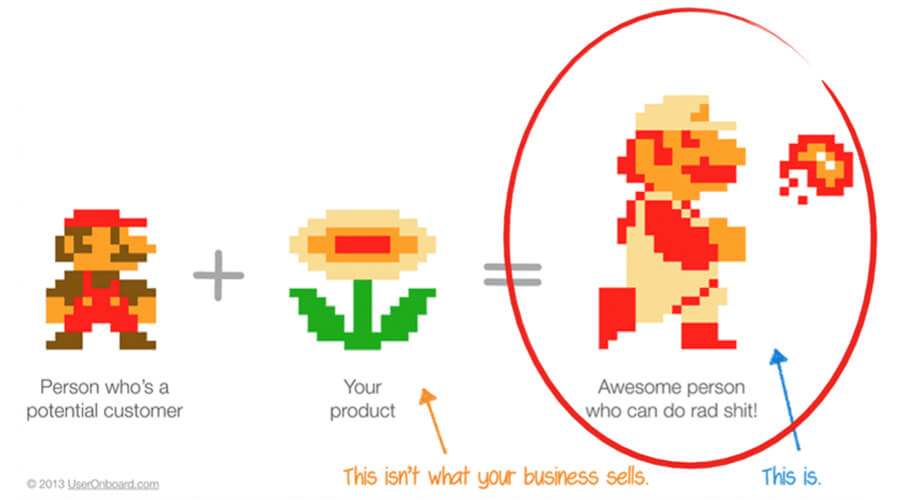 Person who's a
potential customer
Your
product
Awesome person
who can do rad shit!
This isn't what your business sells.
This is.
© 2013 UserOnboard.com